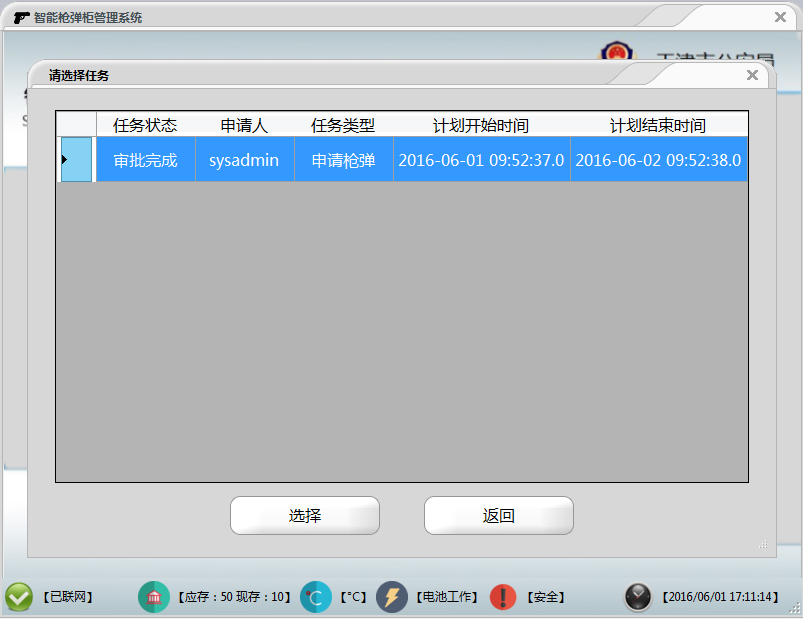 智能枪弹柜管理系统
请选择任务
任务状态 申请人 任务类型 计划开始时间 计划结束时间
审批完成 sysadmin 申请枪弹 2016-06-01 09:52:37.0 2016-06-02 09:52:38.0
选择 返回
【已联网】 【应存：50 现存：10】 °C 【°C】 【电池工作】 【安全】 【2016/06/01 17:11:14】